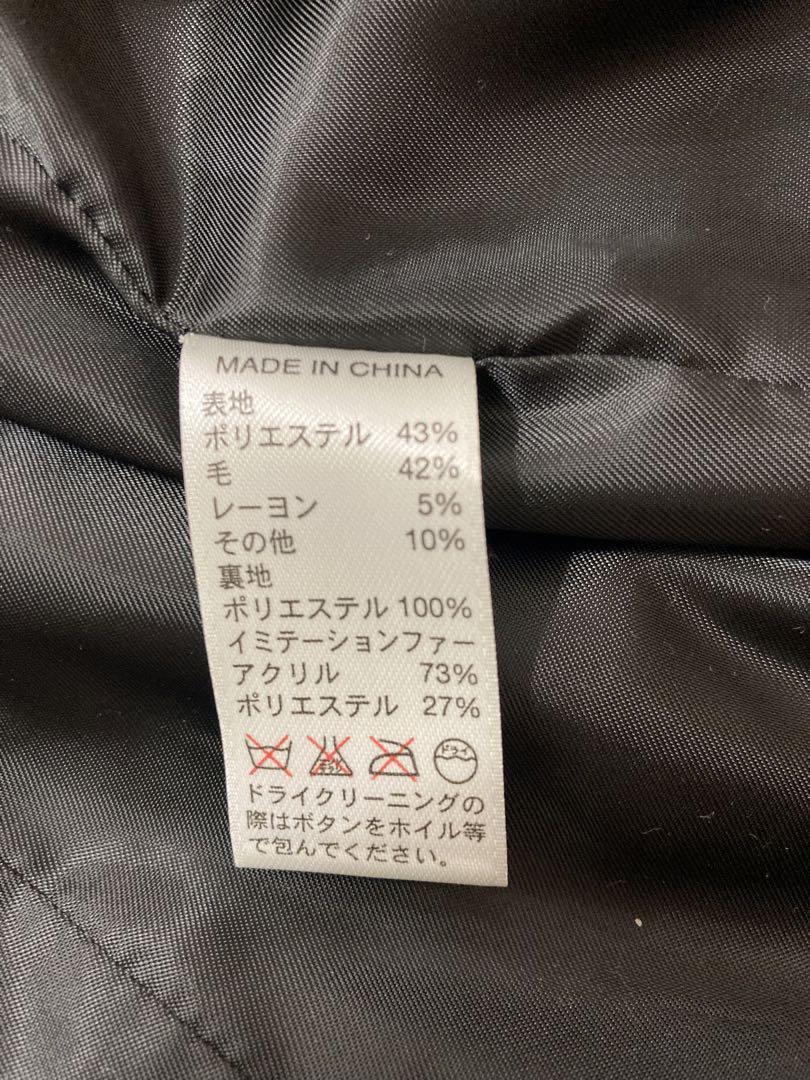 MADE IN CHINA
表地
ポリエステル 43%
毛 42%
レーヨン 5%
その他 10%
裏地
ポリエステル 100%
イミテーションファー
アクリル 73%
ポリエステル 27%
ドライ
ドライクリーニングの
際はボタンをホイル等
で包んでください。